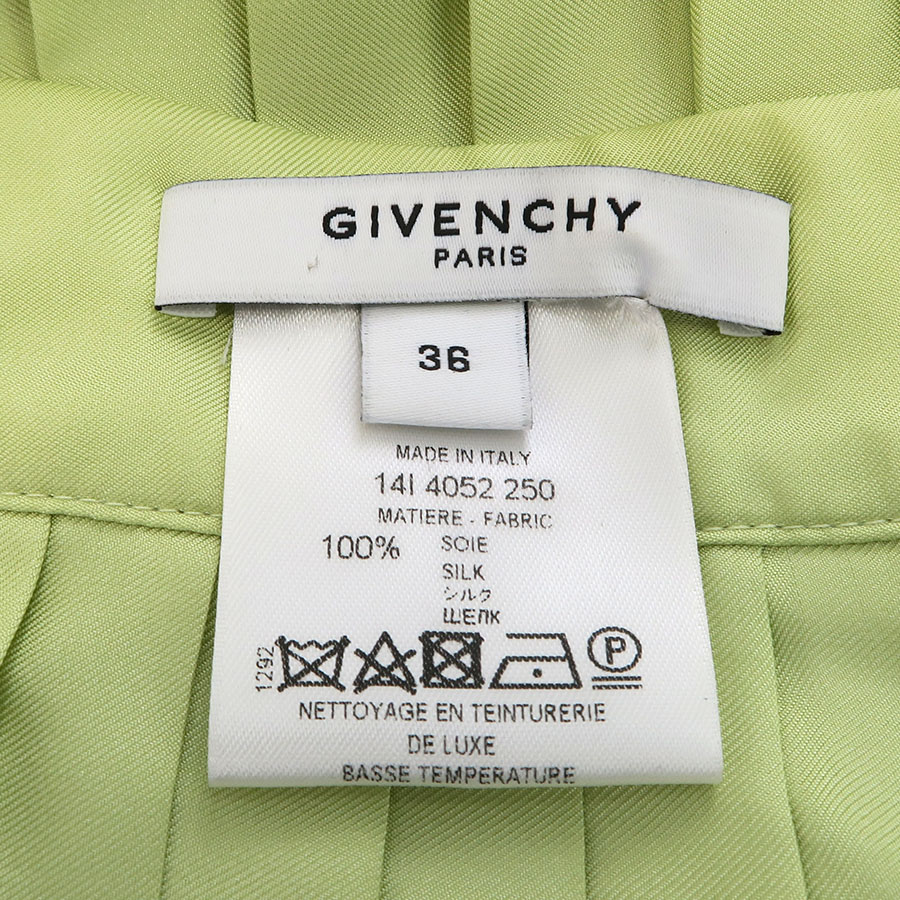 GIVENCHY
PARIS
36
MADE IN ITALY
14I 4052 250
MATIERE - FABRIC
100% SOIE
SILK
シルク
ШЕЛК
1292
P
NETTOYAGE EN TEINTURERIE
DE LUXE
BASSE TEMPERATURE